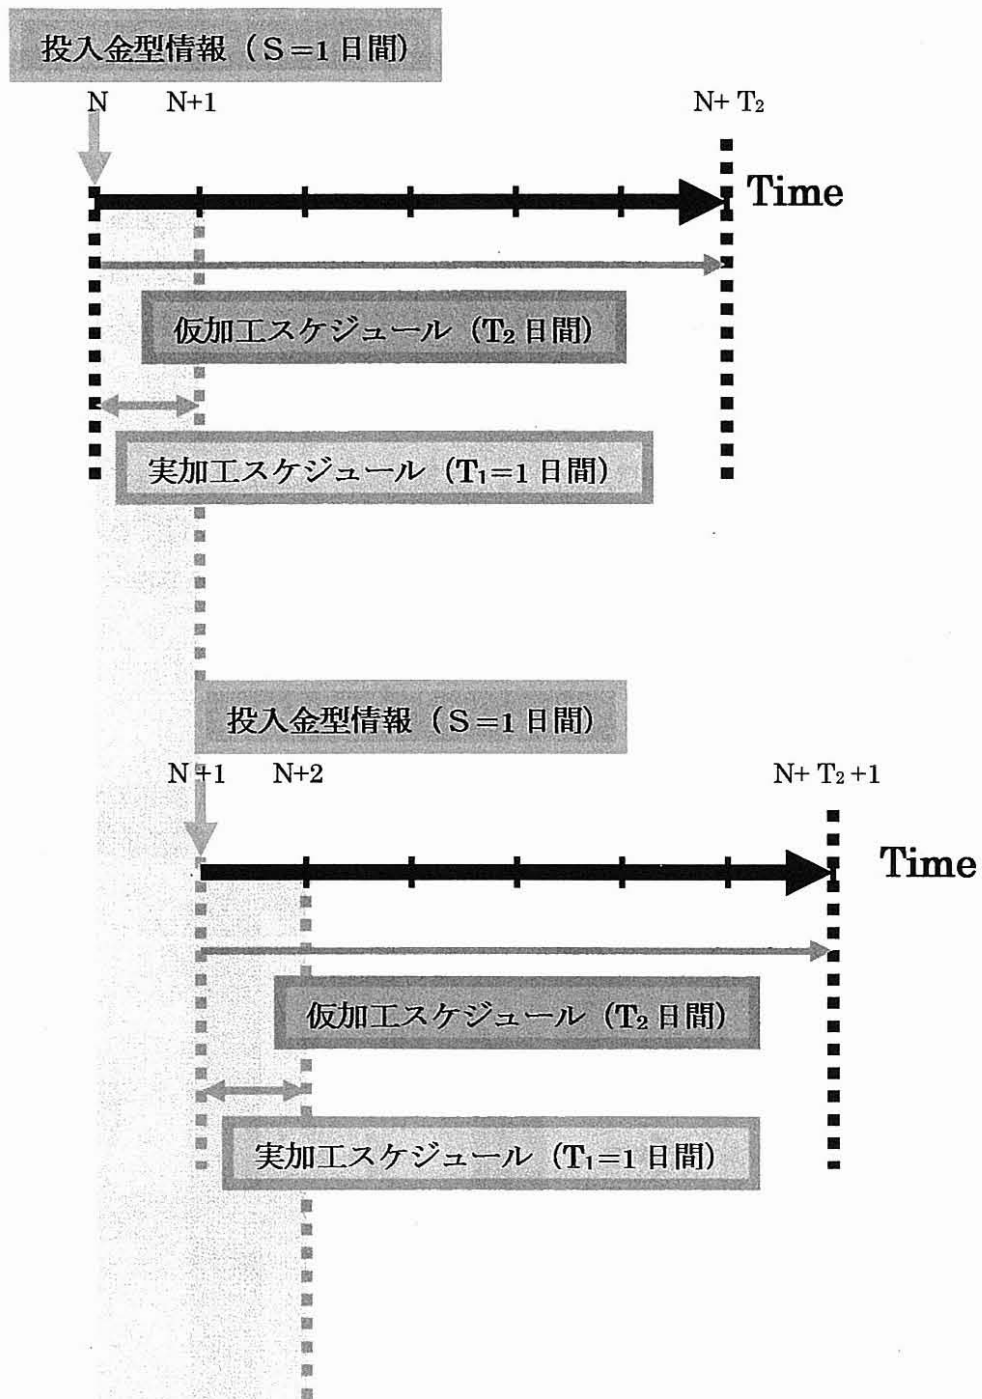 投入金型情報（S＝1日間）
N N+1 N+ T₂
Time
仮加工スケジュール（T₂日間）
実加工スケジュール（T₁=1日間）
投入金型情報（S＝1日間）
N+1 N+2 N+ T₂ +1
Time
仮加工スケジュール（T₂日間）
実加工スケジュール（T₁=1日間）